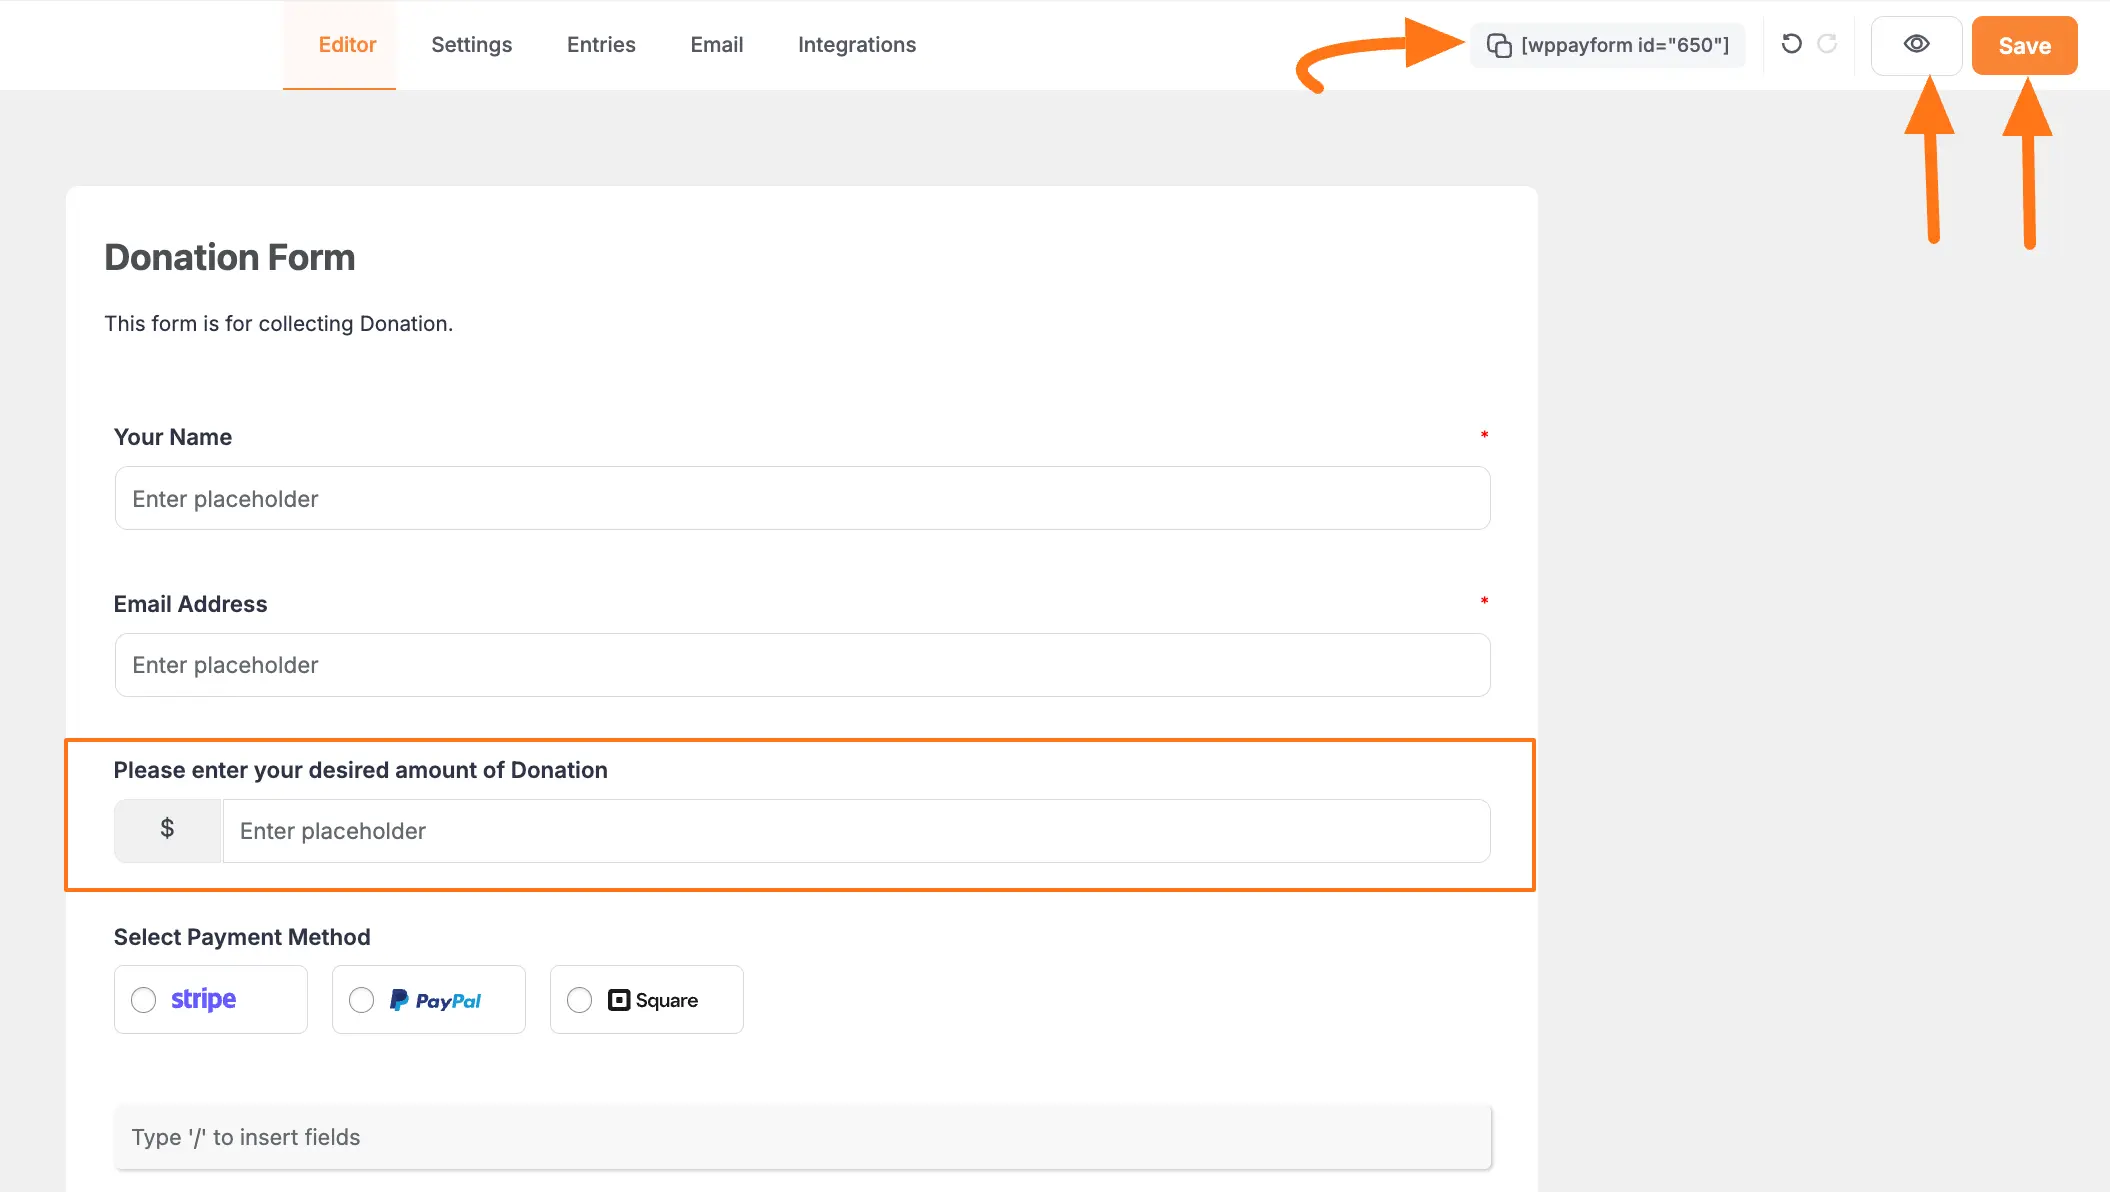 Editor Settings Entries Email Integrations [wppayform id="650"] Save
Donation Form
This form is for collecting Donation.
Your Name *
Enter placeholder
Email Address *
Enter placeholder
Please enter your desired amount of Donation
$ Enter placeholder
Select Payment Method
stripe PayPal Square
Type '/' to insert fields